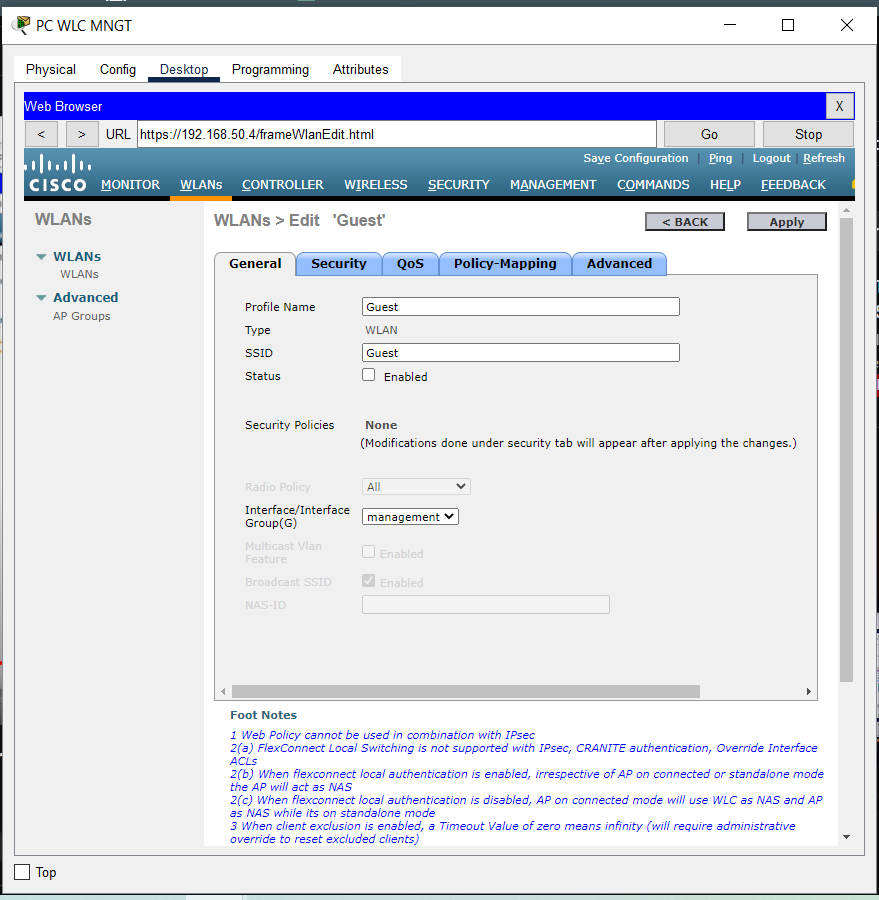 PC WLC MNGT
Physical Config Desktop Programming Attributes
Web Browser X
< > URL https://192.168.50.4/frameWlanEdit.html Go Stop
Save Configuration | Ping | Logout | Refresh
CISCO MONITOR WLANs CONTROLLER WIRELESS SECURITY MANAGEMENT COMMANDS HELP FEEDBACK
WLANs
WLANs
WLANs
Advanced
AP Groups
WLANs > Edit 'Guest' < BACK Apply
General Security QoS Policy-Mapping Advanced
Profile Name Guest
Type WLAN
SSID Guest
Status Enabled
Security Policies None
(Modifications done under security tab will appear after applying the changes.)
Radio Policy All
Interface/Interface
Group(G) management
Multicast Vlan
Feature Enabled
Broadcast SSID Enabled
NAS-ID
Foot Notes
1 Web Policy cannot be used in combination with IPsec
2(a) FlexConnect Local Switching is not supported with IPsec, CRANITE authentication, Override Interface
ACLs
2(b) When flexconnect local authentication is enabled, irrespective of AP on connected or standalone mode
the AP will act as NAS
2(c) When flexconnect local authentication is disabled, AP on connected mode will use WLC as NAS and AP
as NAS while its on standalone mode
3 When client exclusion is enabled, a Timeout Value of zero means infinity (will require administrative
override to reset excluded clients)
Top